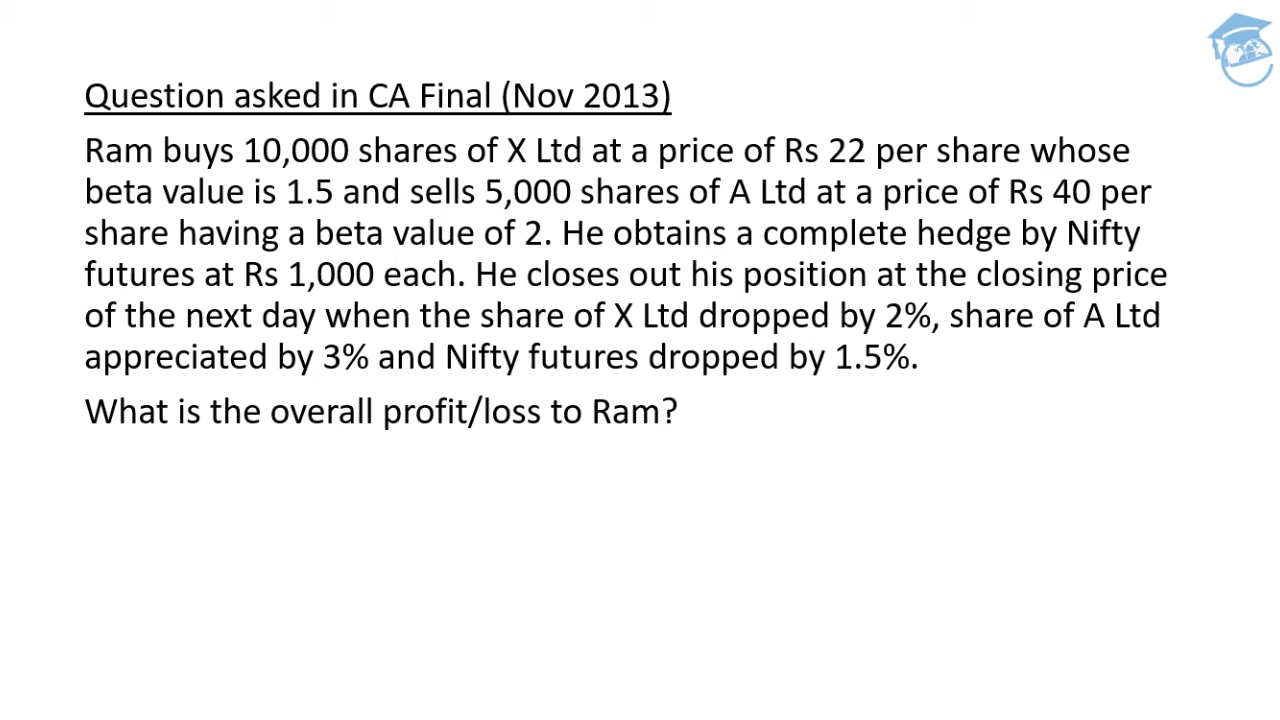 Question asked in CA Final (Nov 2013)
Ram buys 10,000 shares of X Ltd at a price of Rs 22 per share whose
beta value is 1.5 and sells 5,000 shares of A Ltd at a price of Rs 40 per
share having a beta value of 2. He obtains a complete hedge by Nifty
futures at Rs 1,000 each. He closes out his position at the closing price
of the next day when the share of X Ltd dropped by 2%, share of A Ltd
appreciated by 3% and Nifty futures dropped by 1.5%.
What is the overall profit/loss to Ram?